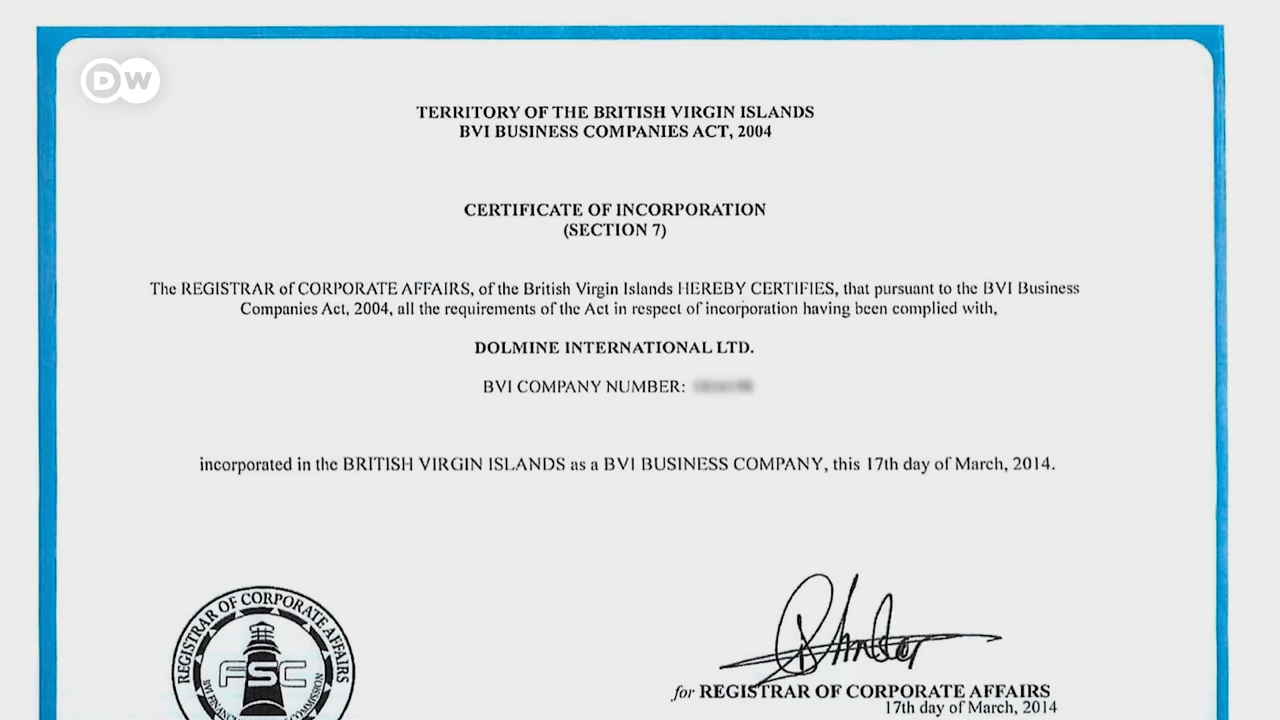 DW
TERRITORY OF THE BRITISH VIRGIN ISLANDS
BVI BUSINESS COMPANIES ACT, 2004
CERTIFICATE OF INCORPORATION
(SECTION 7)
The REGISTRAR of CORPORATE AFFAIRS, of the British Virgin Islands HEREBY CERTIFIES, that pursuant to the BVI Business
Companies Act, 2004, all the requirements of the Act in respect of incorporation having been complied with,
DOLMINE INTERNATIONAL LTD.
BVI COMPANY NUMBER:
incorporated in the BRITISH VIRGIN ISLANDS as a BVI BUSINESS COMPANY, this 17th day of March, 2014.
REGISTRAR OF CORPORATE AFFAIRS
FSC
for REGISTRAR OF CORPORATE AFFAIRS
17th day of March, 2014